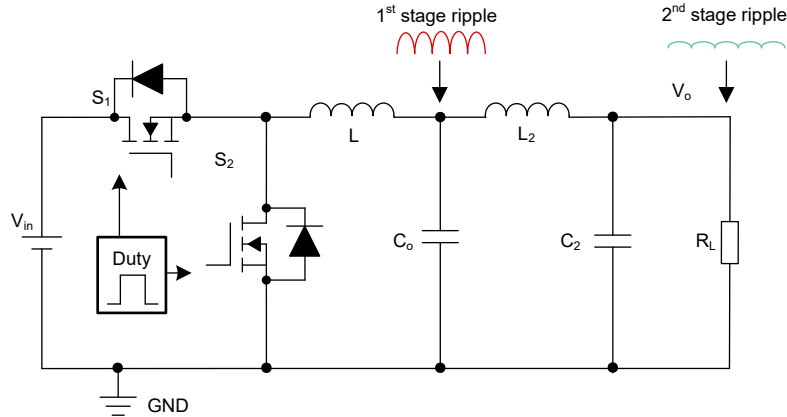 1st stage ripple
2nd stage ripple
S1
Vo
L
L2
S2
Vin
Duty
Co
C2
RL
GND